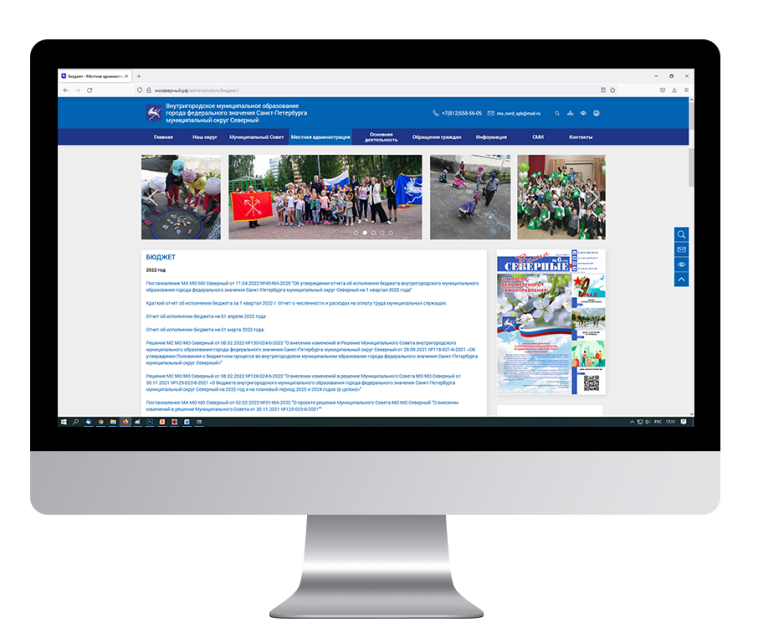 Бюджет - Местная администра
мосеверный.рф/administration/бюджет/
Внутригородское муниципальное образование
города федерального значения Санкт-Петербурга
муниципальный округ Северный
+7(812)558-56-05
mo_nord_spb@mail.ru
Главная
Наш округ
Муниципальный Совет
Местная администрация
Основная
деятельность
Обращения граждан
Информация
СМИ
Контакты
БЮДЖЕТ
2022 год
Постановление МА МО МО Северный от 11.04.2022 №40-МА-2020 "Об утверждении отчета об исполнении бюджета внутригородского муниципального
образования города федерального значения Санкт-Петербурга муниципальный округ Северный на 1 квартал 2022 года"
Краткий отчет об исполнении бюджета за 1 квартал 2022 г. Отчет о численности и расходах на оплату труда муниципальных служащих.
Отчет об исполнении бюджета на 01 апреля 2022 года
Отчет об исполнении бюджета на 01 марта 2022 года.
Решение МС МО МО Северный от 08.02.2022 №130-024-6-2022 "О внесении изменений в Решение Муниципального Совета внутригородского
муниципального образования города федерального значения Санкт-Петербурга муниципальный округ Северный от 28.09.2021 №118-021-6-2021 «Об
утверждении Положения о бюджетном процессе во внутригородском муниципальном образовании города федерального значения Санкт-Петербурга
муниципальный округ Северный»"
Решение МС МО МО Северный от 08.02.2022 №128-024-6-2022 "О внесении изменений в решение Муниципального Совета МО МО Северный от
30.11.2021 №123-023-6-2021 «О бюджете внутригородского муниципального образования города федерального значения Санкт-Петербурга
муниципальный округ Северный на 2022 год и на плановый период 2023 и 2024 годов (в целом)»"
Постановление МА МО МО Северный от 02.02.2022 №31-МА-2022 "О проекте решение Муниципального Совета МО МО Северный "О внесении
изменений в решение Муниципального Совета от 30.11.2021 №123-023-6-2021""
Вести
СЕВЕРНЫЕ
№6
МЕСТНОГО
САМОУПРАВЛЕНИЯ!
РУС
17:11